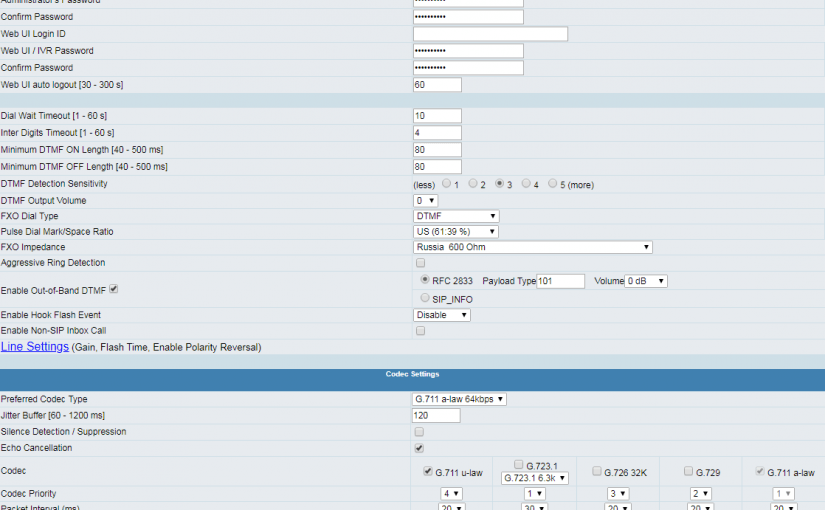 Administrator's Password ••••••••••
Confirm Password ••••••••••
Web UI Login ID
Web UI / IVR Password ••••••••••
Confirm Password ••••••••••
Web UI auto logout [30 - 300 s] 60
Dial Wait Timeout [1 - 60 s] 10
Inter Digits Timeout [1 - 60 s] 4
Minimum DTMF ON Length [40 - 500 ms] 80
Minimum DTMF OFF Length [40 - 500 ms] 80
DTMF Detection Sensitivity (less) 1 2 3 4 5 (more)
DTMF Output Volume 0
FXO Dial Type DTMF
Pulse Dial Mark/Space Ratio US (61:39 %)
FXO Impedance Russia 600 Ohm
Aggressive Ring Detection
Enable Out-of-Band DTMF RFC 2833 Payload Type 101 Volume 0 dB
SIP_INFO
Enable Hook Flash Event Disable
Enable Non-SIP Inbox Call
Line Settings (Gain, Flash Time, Enable Polarity Reversal)
Codec Settings
Preferred Codec Type G.711 a-law 64kbps
Jitter Buffer [60 - 1200 ms] 120
Silence Detection / Suppression
Echo Cancellation
Codec G.711 u-law G.723.1 G.723.1 6.3k G.726 32K G.729 G.711 a-law
Codec Priority 4 1 3 2 1
Packet Interval (ms) 20 30 20 20 20